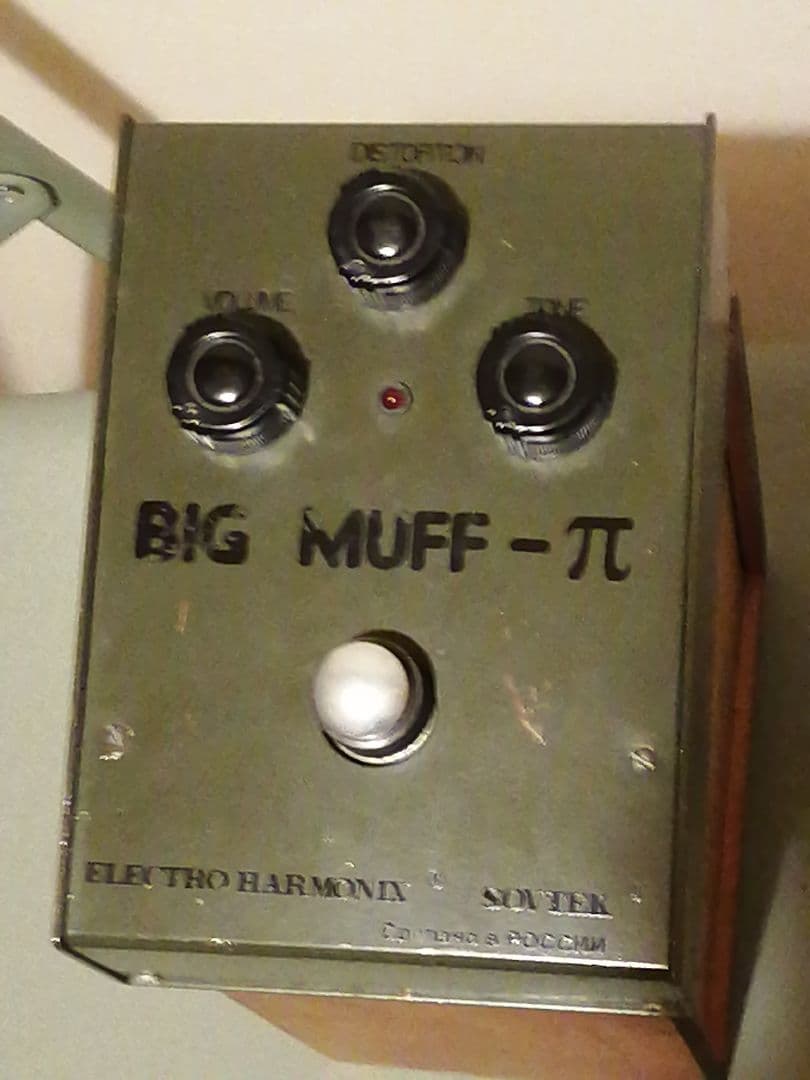 DISTORTION
VOLUME TONE
BIG MUFF - π
ELECTRO HARMONIX ® SOVTEK
Сделано в РОССИИ